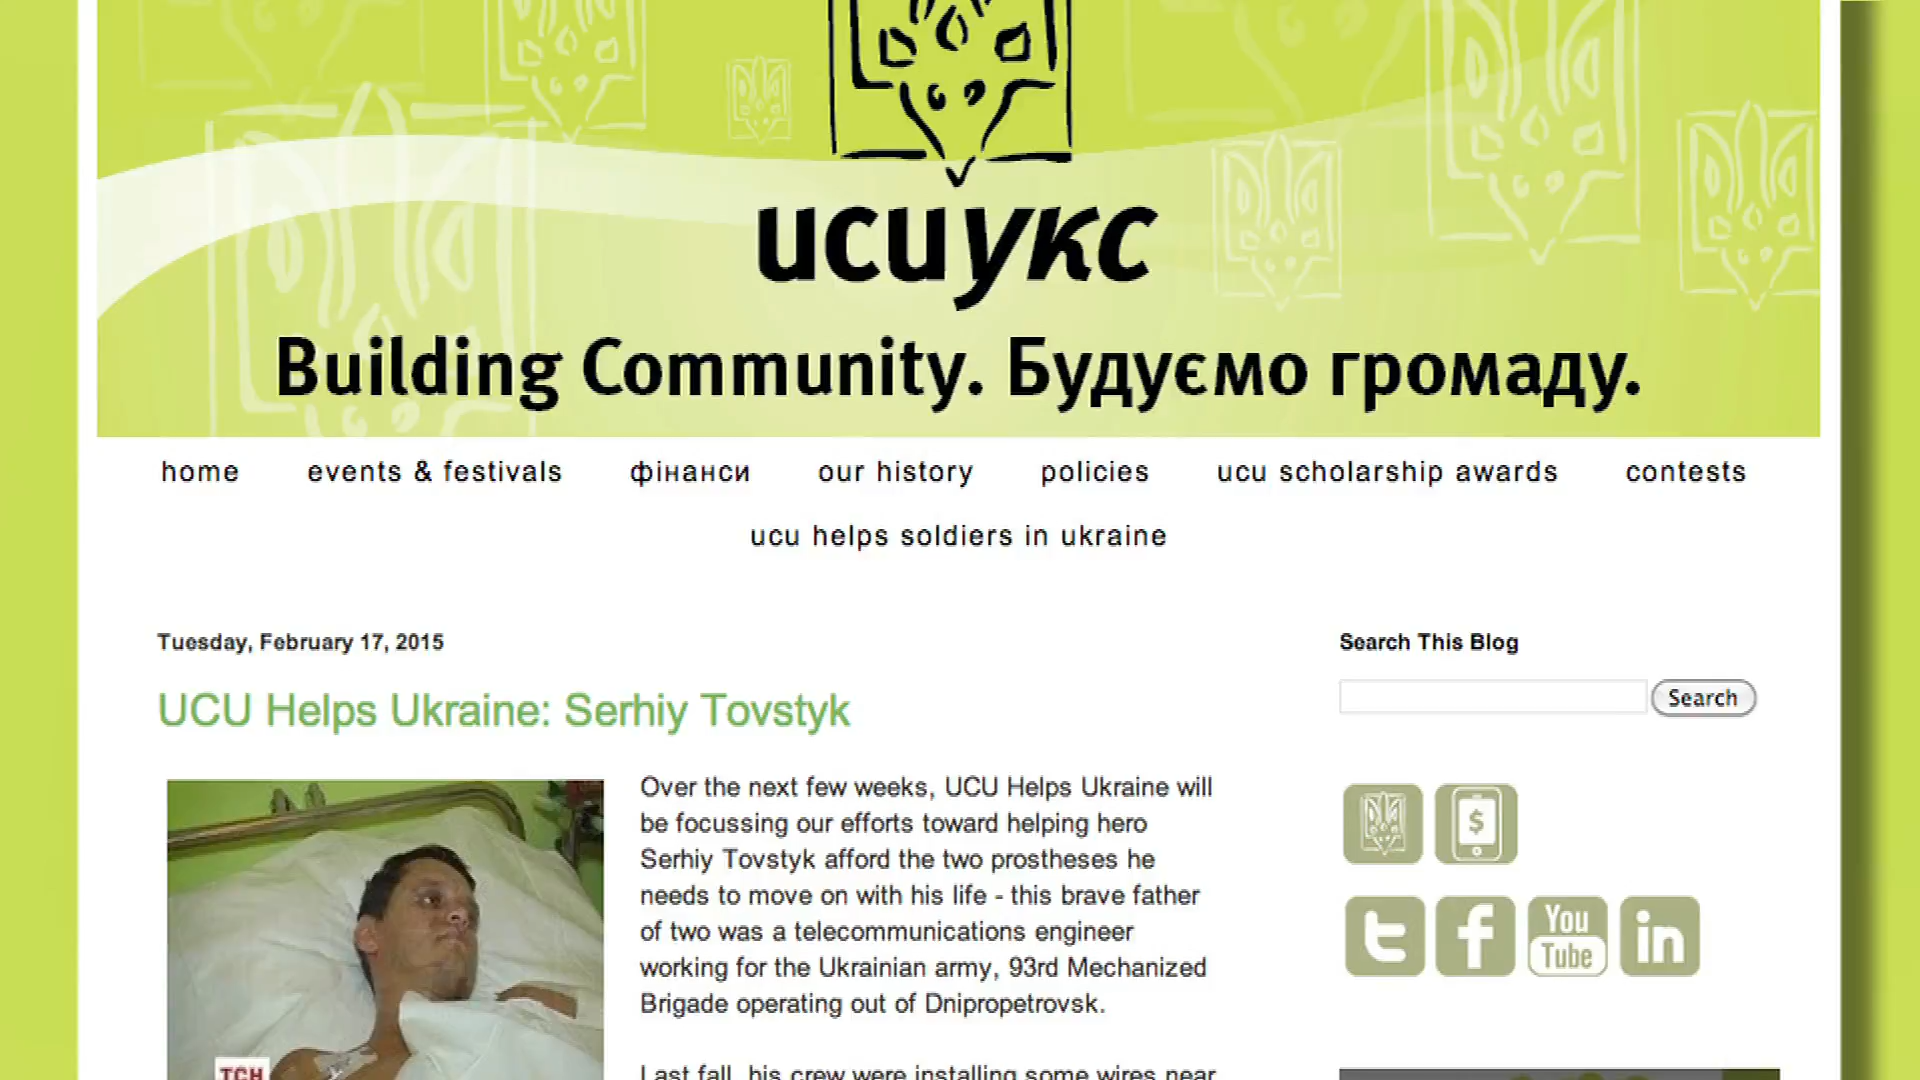 ucuукс
Building Community. Будуємо громаду.
home events & festivals фінанси our history policies ucu scholarship awards contests
ucu helps soldiers in ukraine
Tuesday, February 17, 2015
UCU Helps Ukraine: Serhiy Tovstyk
Over the next few weeks, UCU Helps Ukraine will
be focussing our efforts toward helping hero
Serhiy Tovstyk afford the two prostheses he
needs to move on with his life - this brave father
of two was a telecommunications engineer
working for the Ukrainian army, 93rd Mechanized
Brigade operating out of Dnipropetrovsk.
Last fall, his crew were installing some wires near
ТСН
Search This Blog
Search
$
t f You Tube in